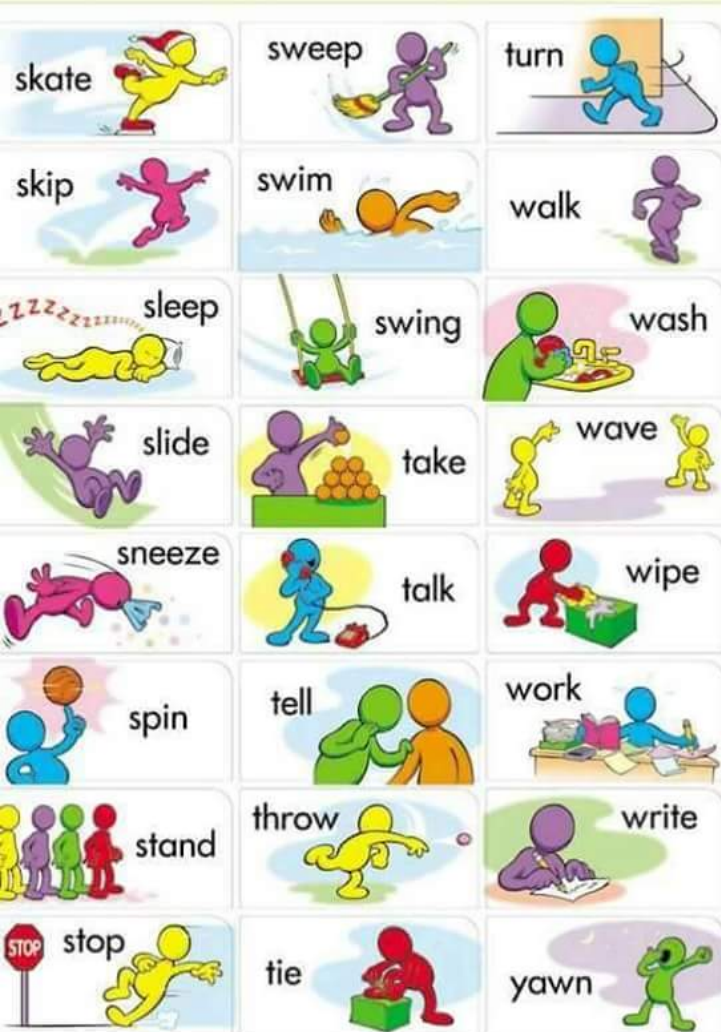 skate
sweep
turn
skip
swim
walk
zzzzzzzzzzzzz
sleep
swing
wash
slide
take
wave
sneeze
talk
wipe
spin
tell
work
stand
throw
write
STOP
stop
tie
yawn